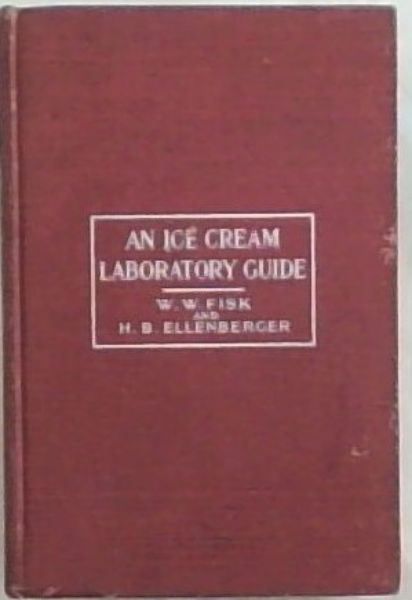 AN ICE CREAM
LABORATORY GUIDE
W. W. FISK
AND
H. B. ELLENBERGER